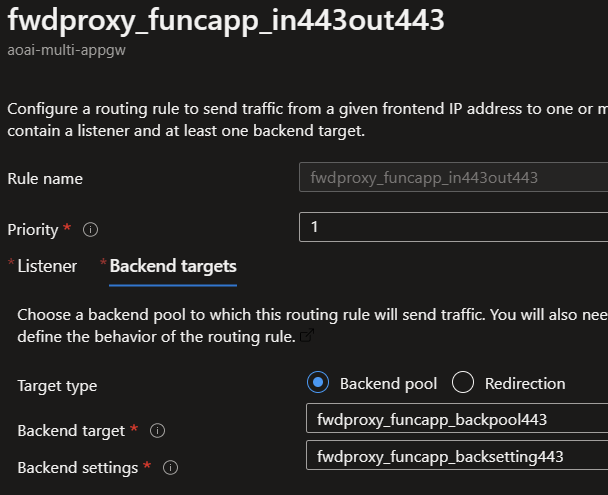 fwdproxy_funcapp_in443out443
aoai-multi-appgw
Configure a routing rule to send traffic from a given frontend IP address to one or m
contain a listener and at least one backend target.
Rule name
fwdproxy_funcapp_in443out443
Priority *
1
* Listener * Backend targets
Choose a backend pool to which this routing rule will send traffic. You will also nee
define the behavior of the routing rule.
Target type
Backend pool Redirection
Backend target *
fwdproxy_funcapp_backpool443
Backend settings *
fwdproxy_funcapp_backsetting443